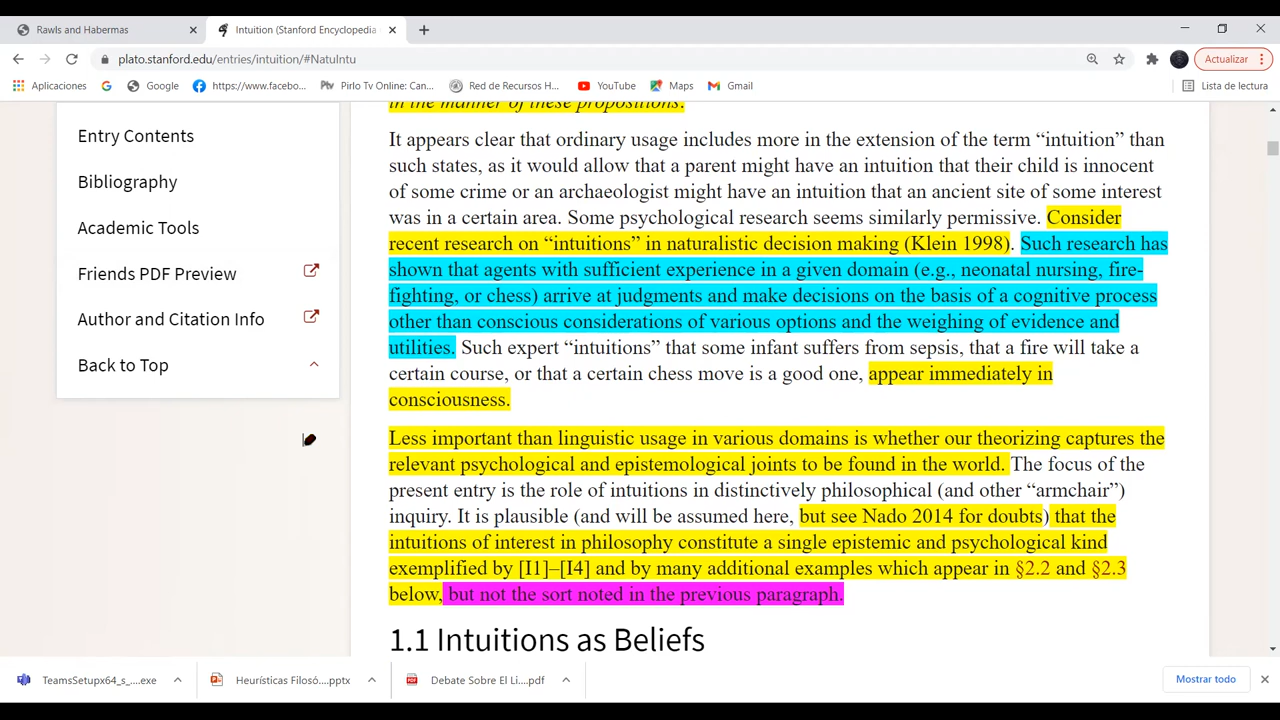 Rawls and Habermas
Intuition (Stanford Encyclopedia
plato.stanford.edu/entries/intuition/#NatuIntu
Actualizar
Aplicaciones
Google
https://www.facebo...
Pirlo Tv Online: Can...
Red de Recursos H...
YouTube
Maps
Gmail
Lista de lectura
Entry Contents
Bibliography
Academic Tools
Friends PDF Preview
Author and Citation Info
Back to Top
in the manner of these propositions.
It appears clear that ordinary usage includes more in the extension of the term “intuition” than
such states, as it would allow that a parent might have an intuition that their child is innocent
of some crime or an archaeologist might have an intuition that an ancient site of some interest
was in a certain area. Some psychological research seems similarly permissive. Consider
recent research on “intuitions” in naturalistic decision making (Klein 1998). Such research has
shown that agents with sufficient experience in a given domain (e.g., neonatal nursing, fire-
fighting, or chess) arrive at judgments and make decisions on the basis of a cognitive process
other than conscious considerations of various options and the weighing of evidence and
utilities. Such expert “intuitions” that some infant suffers from sepsis, that a fire will take a
certain course, or that a certain chess move is a good one, appear immediately in
consciousness.
Less important than linguistic usage in various domains is whether our theorizing captures the
relevant psychological and epistemological joints to be found in the world. The focus of the
present entry is the role of intuitions in distinctively philosophical (and other “armchair”)
inquiry. It is plausible (and will be assumed here, but see Nado 2014 for doubts) that the
intuitions of interest in philosophy constitute a single epistemic and psychological kind
exemplified by [I1]–[I4] and by many additional examples which appear in §2.2 and §2.3
below, but not the sort noted in the previous paragraph.
1.1 Intuitions as Beliefs
TeamsSetupx64_s_....exe
Heurísticas Filosó....pptx
Debate Sobre El Li....pdf
Mostrar todo